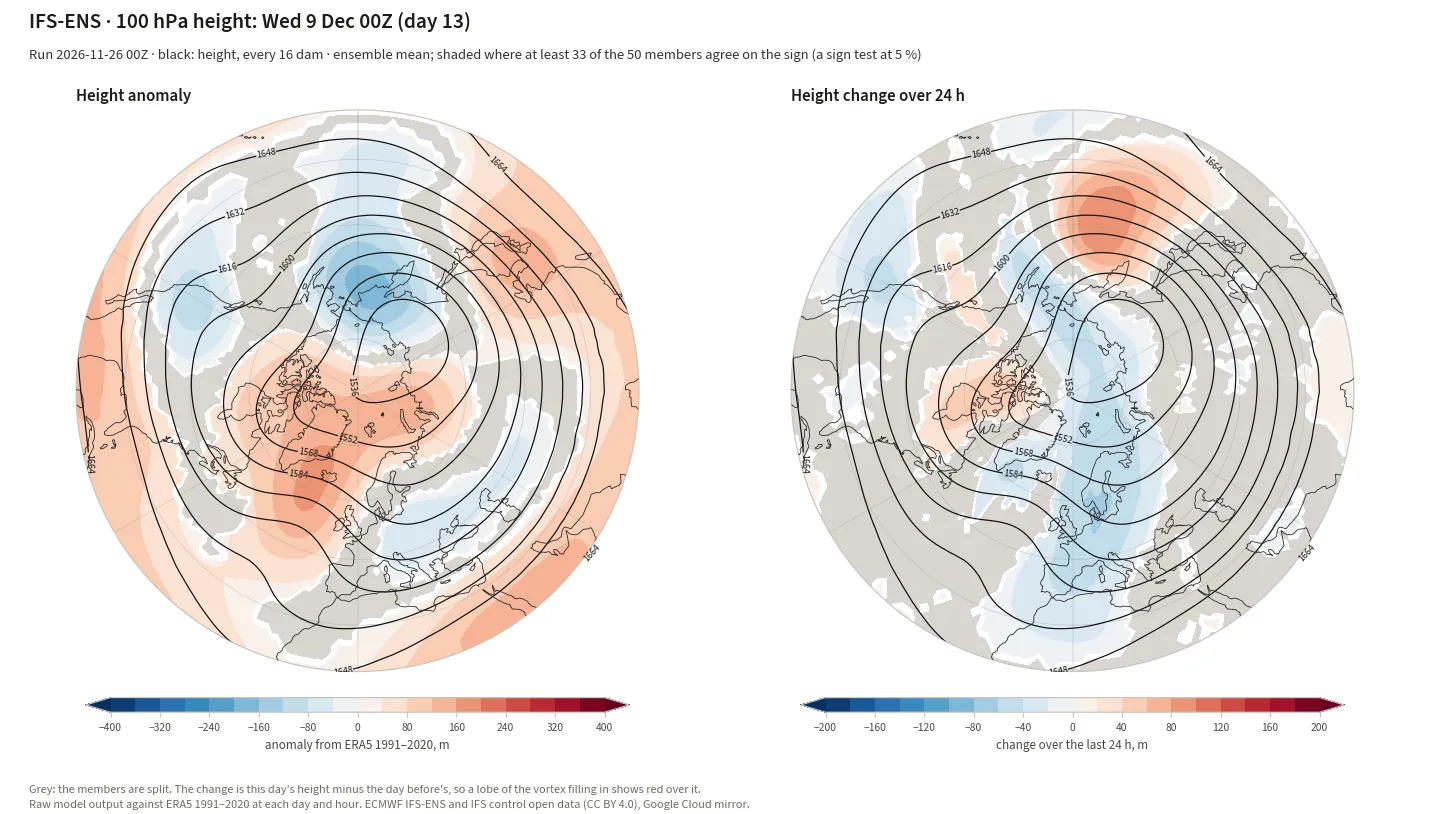 IFS-ENS · 100 hPa height: Wed 9 Dec 00Z (day 13)
Run 2026-11-26 00Z · black: height, every 16 dam · ensemble mean; shaded where at least 33 of the 50 members agree on the sign (a sign test at 5 %)
Height anomaly
Height change over 24 h
1648
1664
1632
1616
1600
1536
1552
1568
1584
1664
1664
1648
1648
1664
1632
1616
1600
1536
1552
1568
1584
1664
1664
1648
−400 −320 −240 −160 −80 0 80 160 240 320 400
anomaly from ERA5 1991–2020, m
−200 −160 −120 −80 −40 0 40 80 120 160 200
change over the last 24 h, m
Grey: the members are split. The change is this day's height minus the day before's, so a lobe of the vortex filling in shows red over it.
Raw model output against ERA5 1991–2020 at each day and hour. ECMWF IFS-ENS and IFS control open data (CC BY 4.0), Google Cloud mirror.